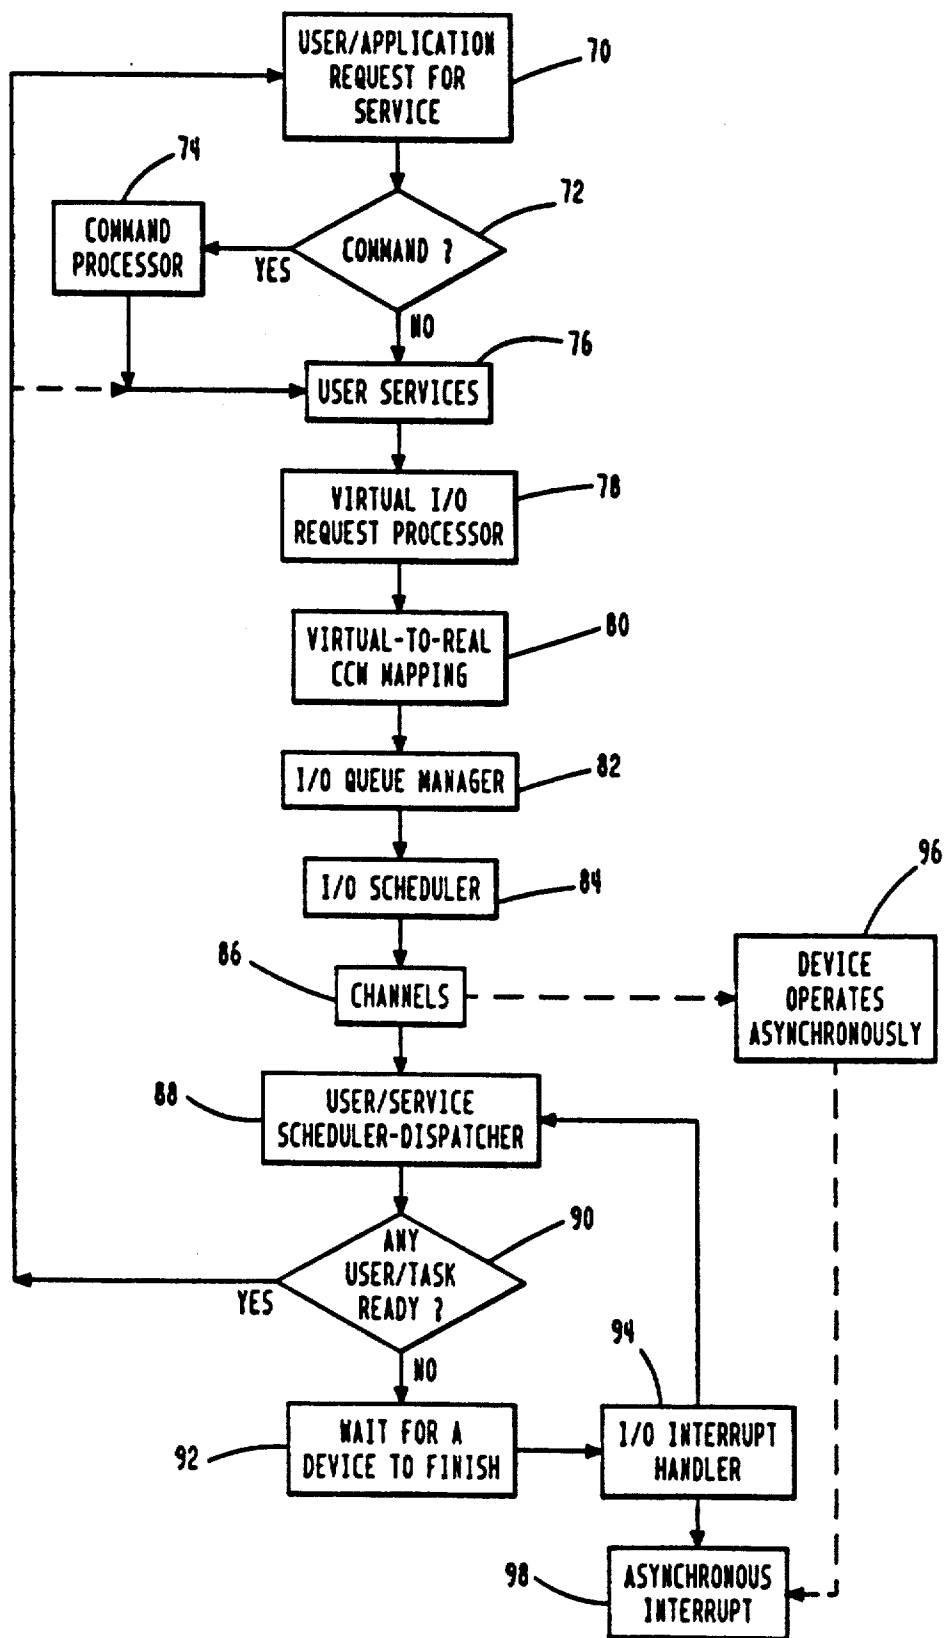 USER/APPLICATION
REQUEST FOR
SERVICE
70
74
72
COMMAND
PROCESSOR
COMMAND ?
YES
NO
76
USER SERVICES
78
VIRTUAL I/O
REQUEST PROCESSOR
80
VIRTUAL-TO-REAL
CCW MAPPING
82
I/O QUEUE MANAGER
I/O SCHEDULER
84
96
86
CHANNELS
DEVICE
OPERATES
ASYNCHRONOUSLY
88
USER/SERVICE
SCHEDULER-DISPATCHER
90
ANY
USER/TASK
READY ?
YES
NO
94
92
WAIT FOR A
DEVICE TO FINISH
I/O INTERRUPT
HANDLER
98
ASYNCHRONOUS
INTERRUPT